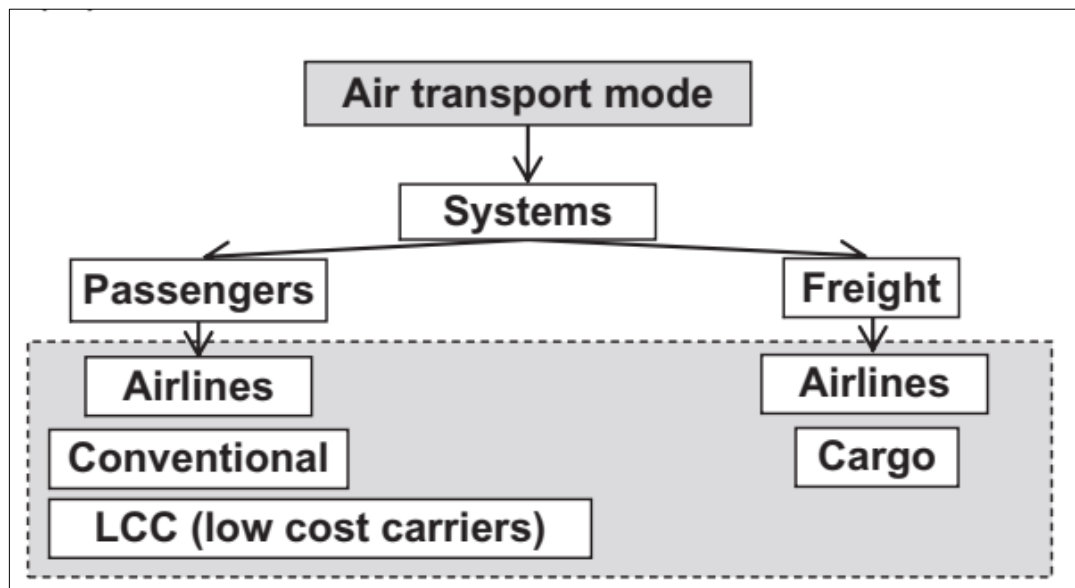 Air transport mode
Systems
Passengers
Freight
Airlines
Airlines
Conventional
Cargo
LCC (low cost carriers)